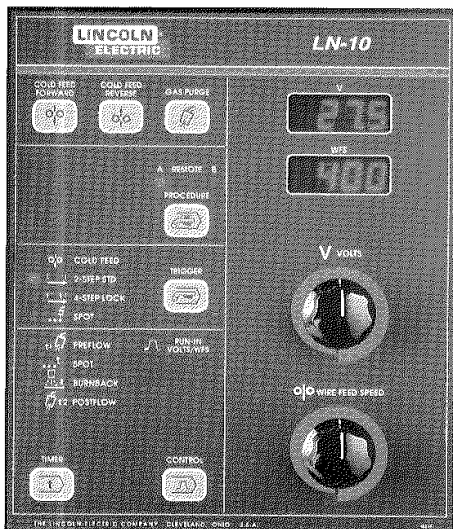 LINCOLN
ELECTRIC
LN-10
COLD FEED
FORWARD
COLD FEED
REVERSE
GAS PURGE
V
27.5
WFS
400
A REMOTE B
PROCEDURE
COLD FEED
2-STEP STD
4-STEP LOCK
SPOT
TRIGGER
V VOLTS
t1 PREFLOW
SPOT
BURNBACK
t2 POSTFLOW
RUN-IN
VOLTS/WFS
WIRE FEED SPEED
TIMER
t
CONTROL
THE LINCOLN ELECTRIC COMPANY CLEVELAND, OHIO U.S.A.